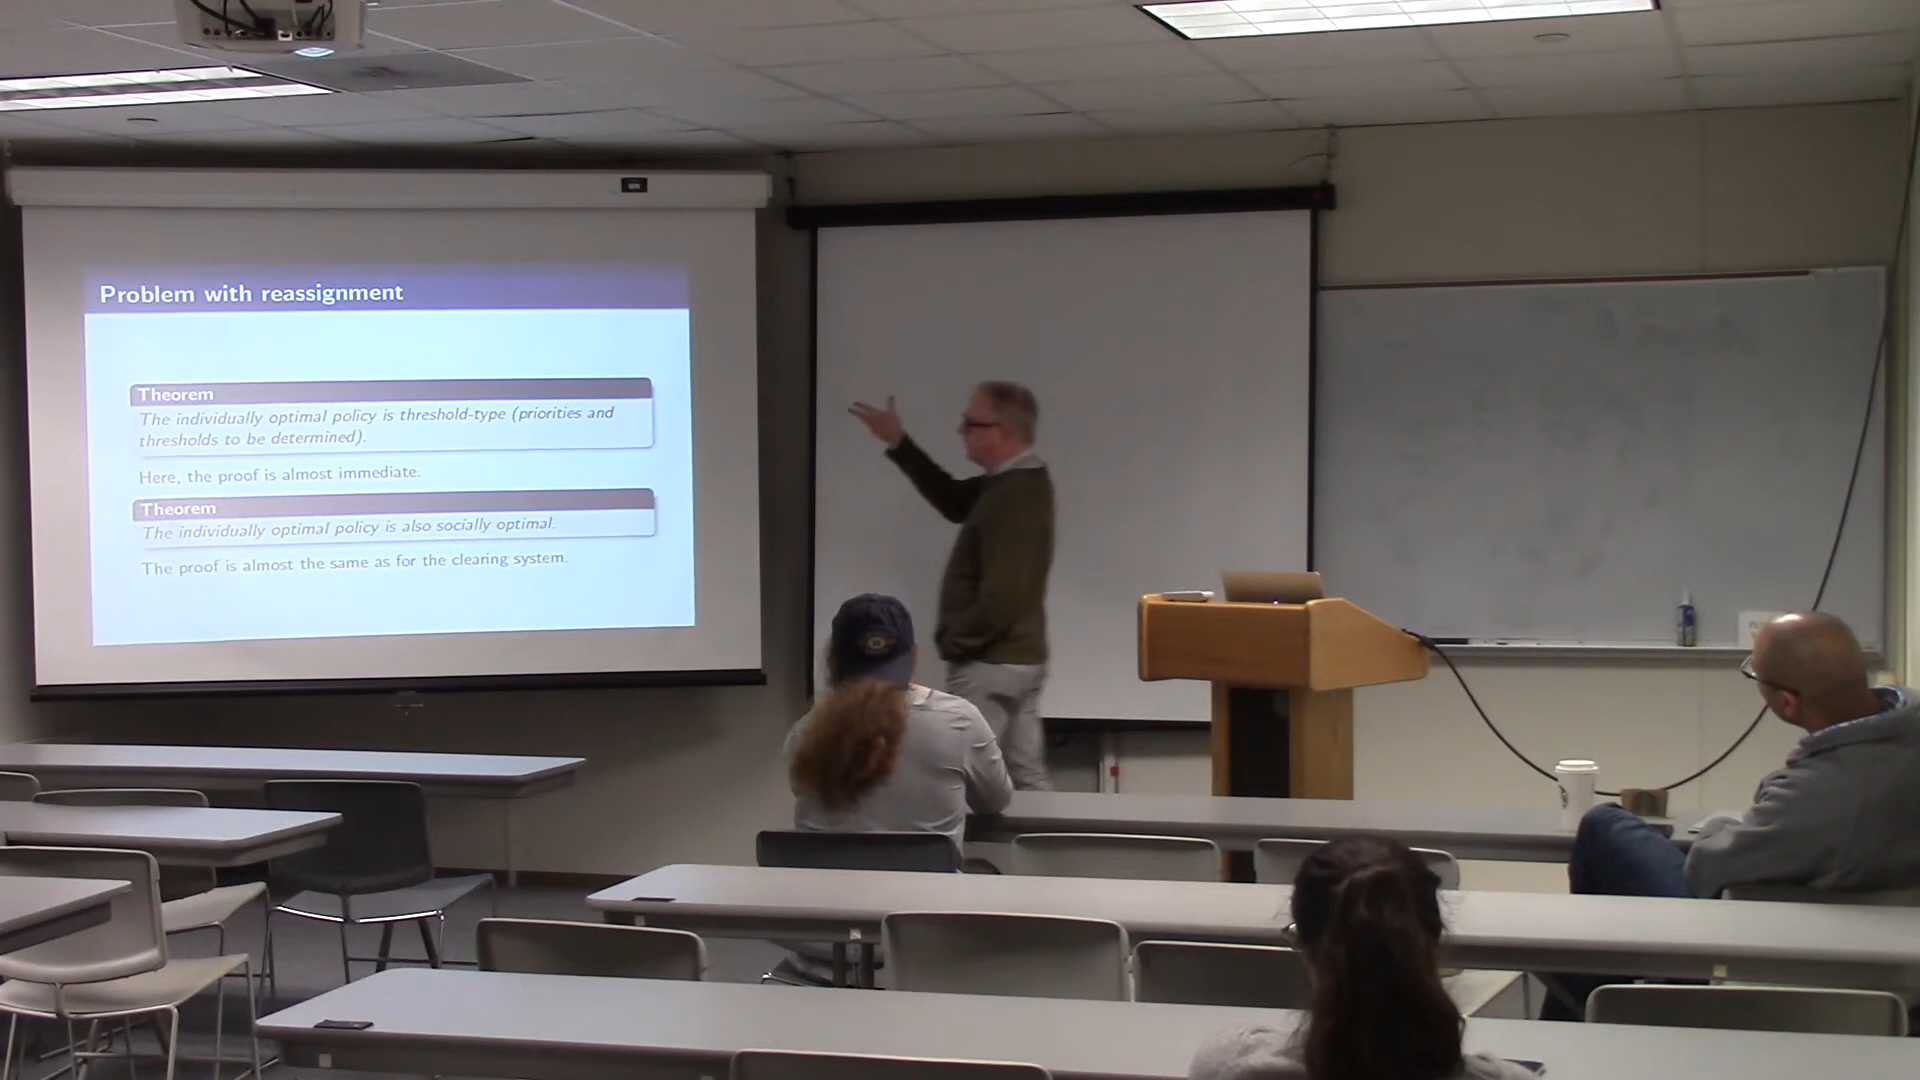 Problem with reassignment
Theorem
The individually optimal policy is threshold-type (priorities and
thresholds to be determined).
Here, the proof is almost immediate.
Theorem
The individually optimal policy is also socially optimal.
The proof is almost the same as for the clearing system.